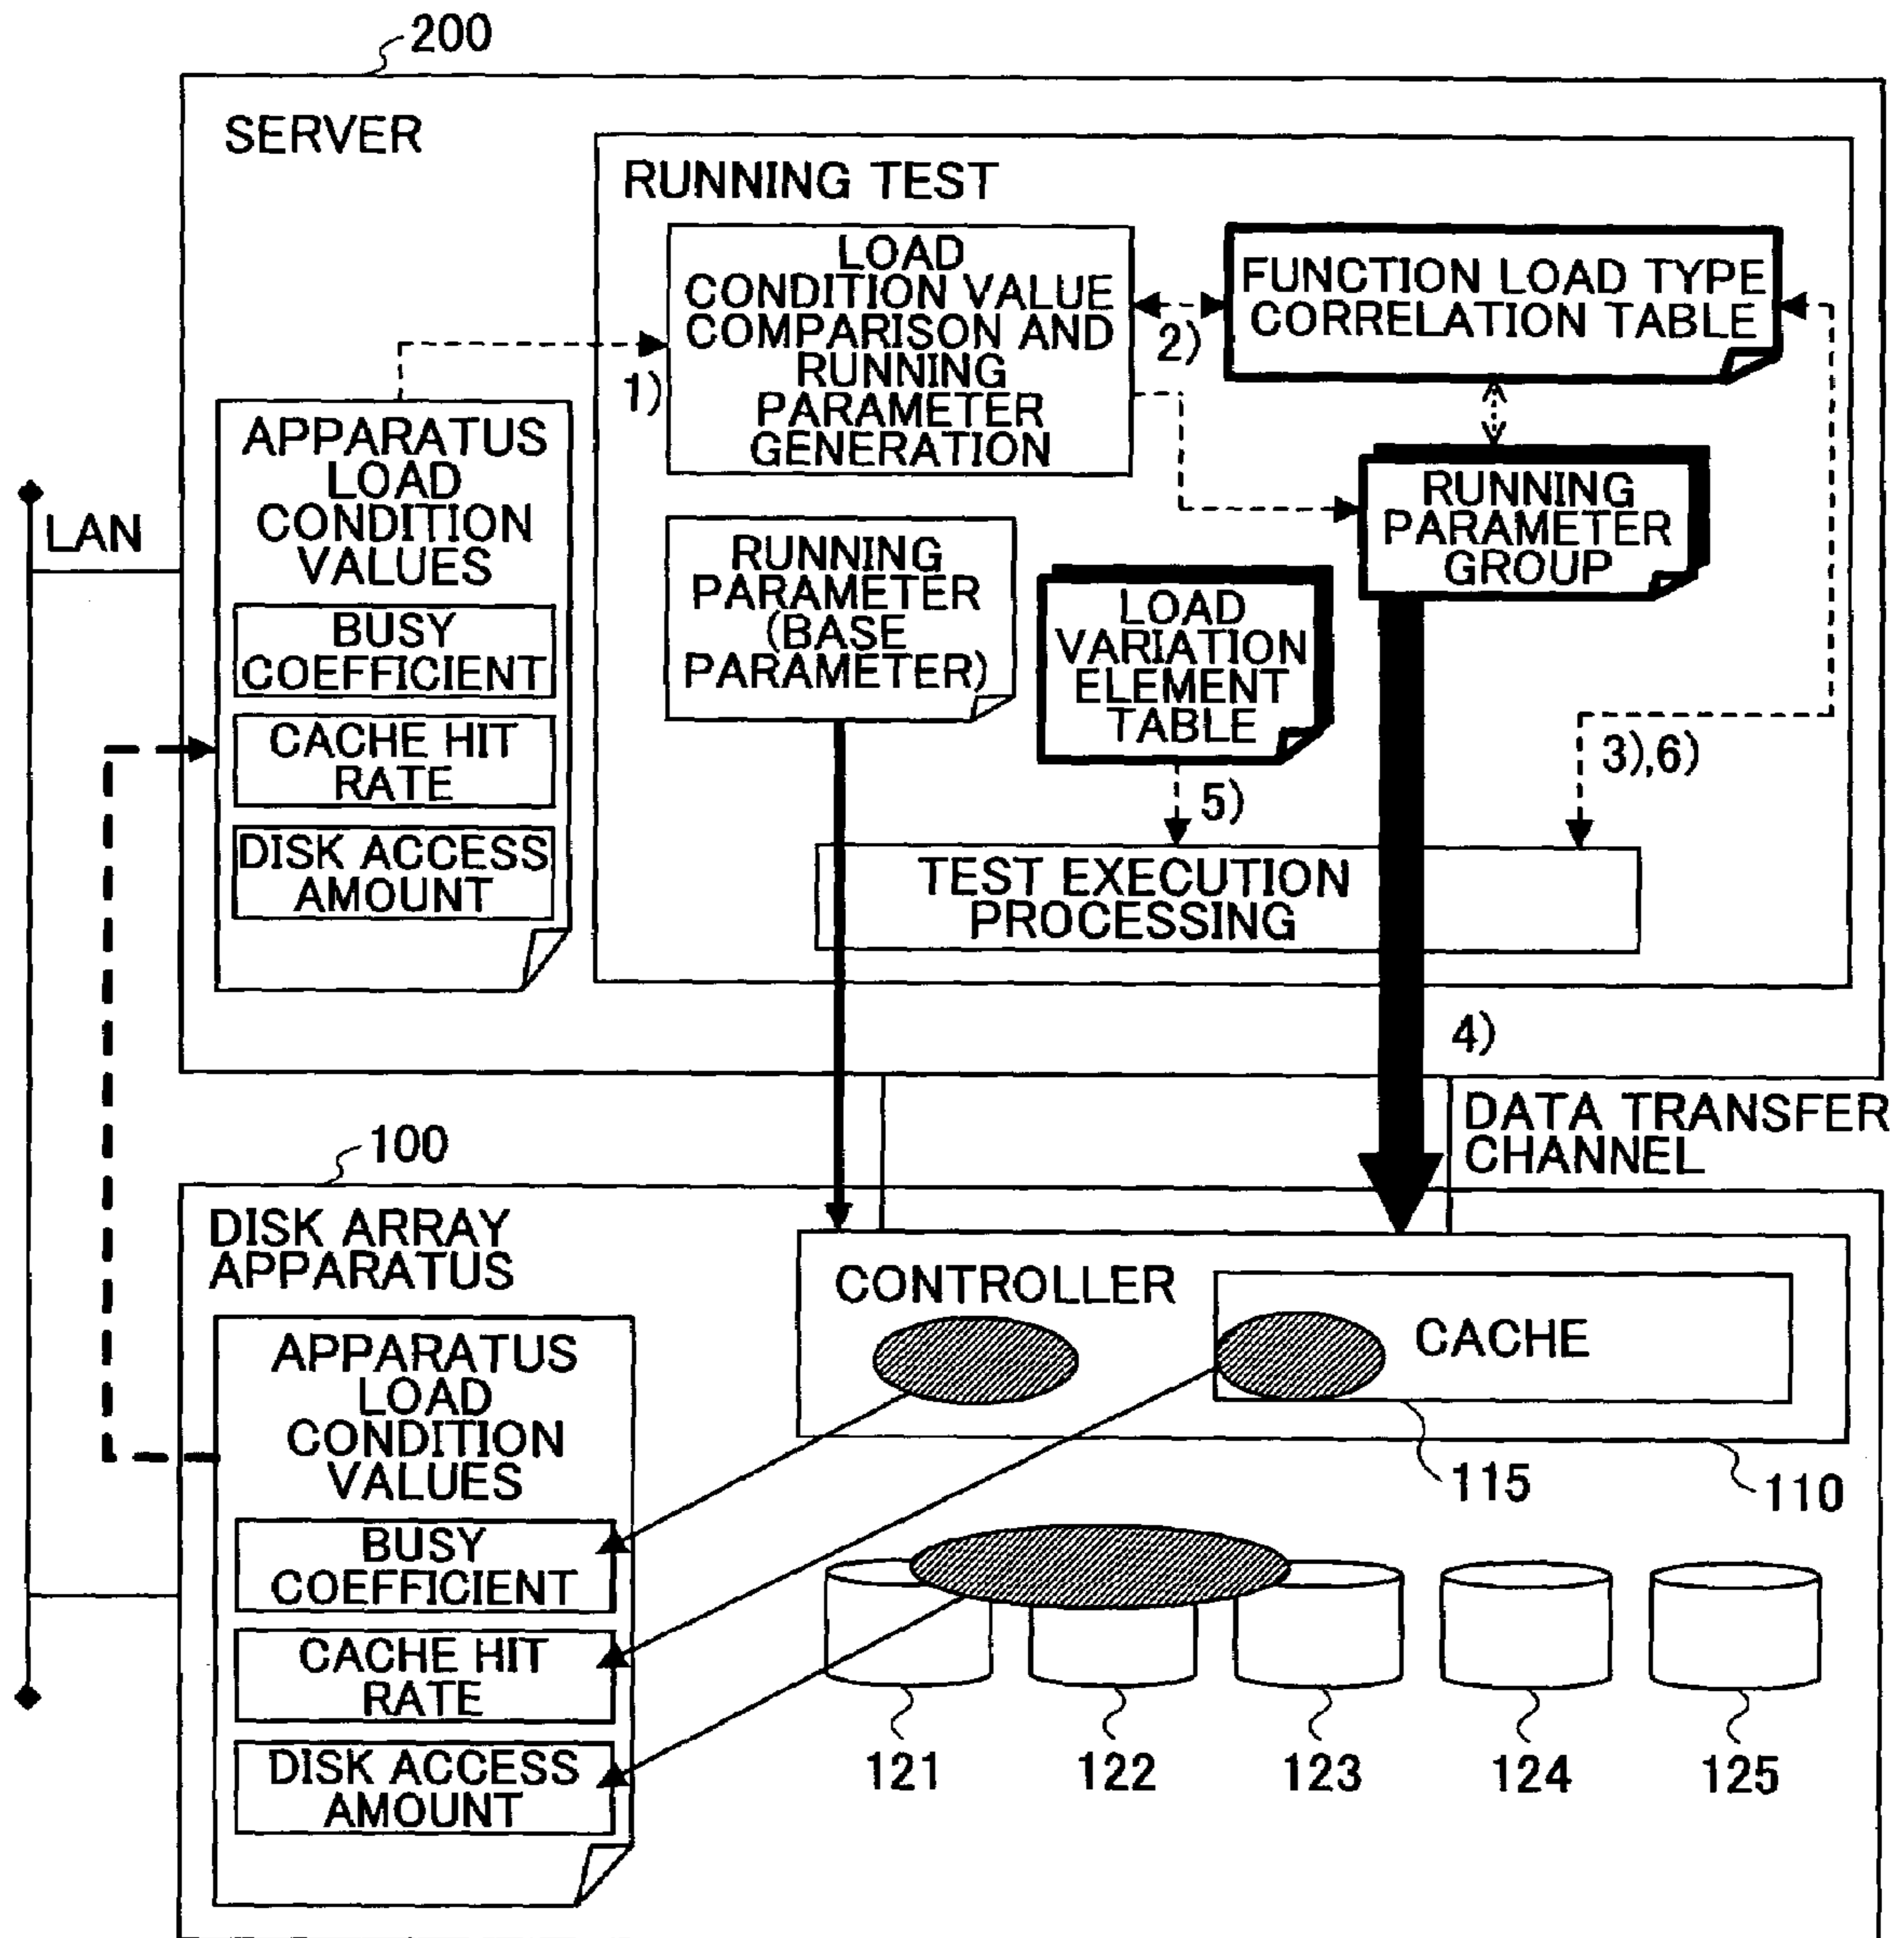 200
SERVER
RUNNING TEST
LOAD
CONDITION VALUE
COMPARISON AND
RUNNING
PARAMETER
GENERATION
FUNCTION LOAD TYPE
CORRELATION TABLE
1)
2)
APPARATUS
LOAD
CONDITION
VALUES
BUSY
COEFFICIENT
CACHE HIT
RATE
DISK ACCESS
AMOUNT
LAN
RUNNING
PARAMETER
GROUP
RUNNING
PARAMETER
(BASE
PARAMETER)
LOAD
VARIATION
ELEMENT
TABLE
3),6)
5)
TEST EXECUTION
PROCESSING
4)
DATA TRANSFER
CHANNEL
100
DISK ARRAY
APPARATUS
CONTROLLER
CACHE
115
110
APPARATUS
LOAD
CONDITION
VALUES
BUSY
COEFFICIENT
CACHE HIT
RATE
DISK ACCESS
AMOUNT
121
122
123
124
125